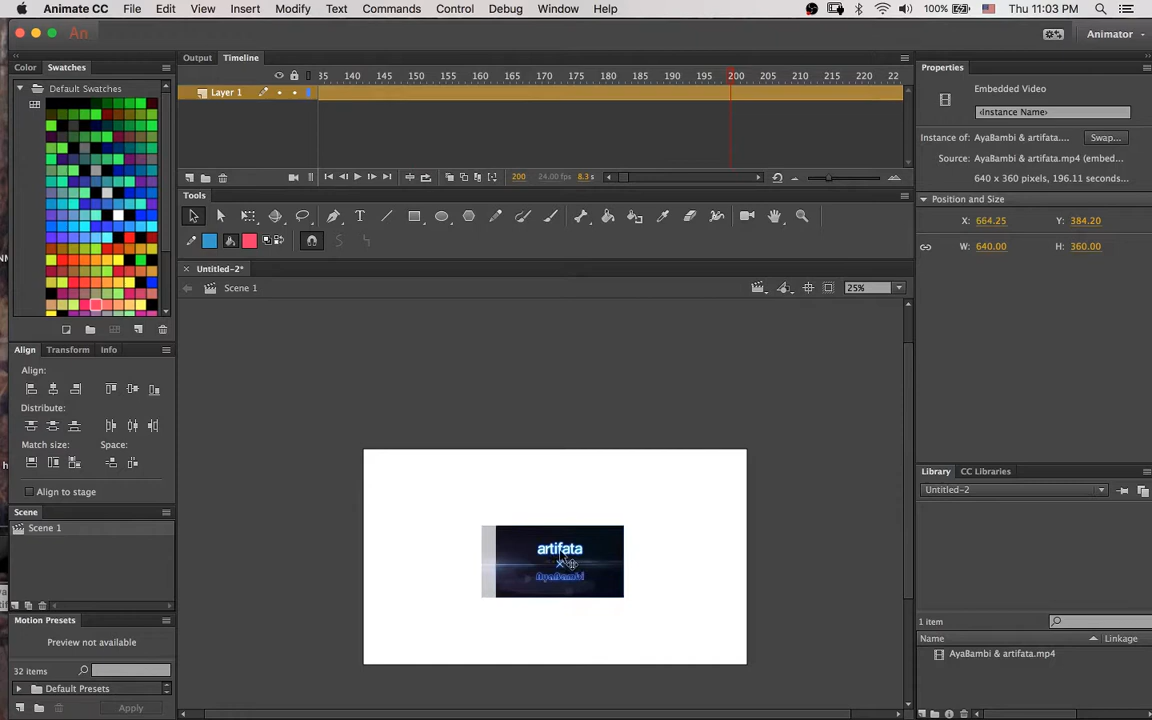 Animate CC File Edit View Insert Modify Text Commands Control Debug Window Help 100% Thu 11:03 PM
An Animator
Color Swatches Output Timeline Properties
Default Swatches
35 140 145 150 155 160 165 170 175 180 185 190 195 200 205 210 215 220 22
Layer 1
Embedded Video
<Instance Name>
Instance of: AyaBambi & artifata.... Swap...
Source: AyaBambi & artifata.mp4 (embed...
640 x 360 pixels, 196.11 seconds...
200 24.00 fps 8.3 s
Tools
Position and Size
X: 664.25 Y: 384.20
W: 640.00 H: 360.00
Untitled-2*
Scene 1 25%
Align Transform Info
Align:
Distribute:
Match size: Space:
Align to stage
Scene
Scene 1
artifata
AyaBambi
Library CC Libraries
Untitled-2
Motion Presets
Preview not available
32 items
Default Presets
Apply
1 item
Name Linkage
AyaBambi & artifata.mp4